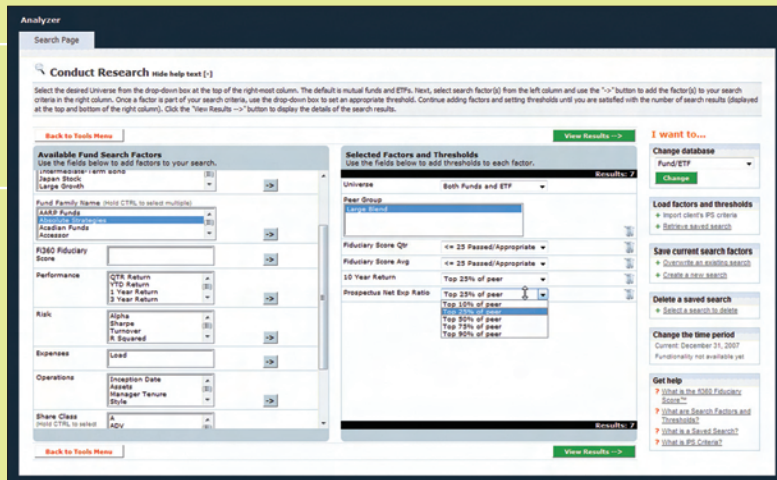 Analyzer
Search Page
Conduct Research Hide help text [-]
Select the desired Universe from the drop-down box at the top of the right-most column. The default is mutual funds and ETFs. Next, select search factor(s) from the left column and use the "->" button to add the factor(s) to your search
criteria in the right column. Once a factor is part of your search criteria, use the drop-down box to set an appropriate threshold. Continue adding factors and setting thresholds until you are satisfied with the number of search results (displayed
at the top and bottom of the right column). Click the "View Results -->" button to display the details of the search results.
Back to Tools Menu
View Results -->
Available Fund Search Factors
Use the fields below to add factors to your search.
Intermediate-Term Bond
Japan Stock
Large Growth
->
Fund Family Name (Hold CTRL to select multiple)
AARP Funds
Absolute Strategies
Acadian Funds
Accessor
->
Fi360 Fiduciary
Score
->
Performance
QTR Return
YTD Return
1 Year Return
3 Year Return
->
Risk
Alpha
Sharpe
Turnover
R Squared
->
Expenses
Load
->
Operations
Inception Date
Assets
Manager Tenure
Style
->
Share Class
(Hold CTRL to select
A
ADV
Back to Tools Menu
Selected Factors and Thresholds
Use the fields below to add thresholds to each factor.
Results: 7
Universe
Both Funds and ETF
Peer Group
Large Blend
Fiduciary Score Qtr
<= 25 Passed/Appropriate
Fiduciary Score Avg
<= 25 Passed/Appropriate
10 Year Return
Top 25% of peer
Prospectus Net Exp Ratio
Top 25% of peer
Top 10% of peer
Top 25% of peer
Top 50% of peer
Top 75% of peer
Top 90% of peer
Results: 7
View Results -->
I want to...
Change database
Fund/ETF
Change
Load factors and thresholds
+ Import client's IPS criteria
+ Retrieve saved search
Save current search factors
+ Overwrite an existing search
+ Create a new search
Delete a saved search
+ Select a search to delete
Change the time period
Current: December 31, 2007
Functionality not available yet
Get help
? What is the fi360 Fiduciary
Score™
? What are Search Factors and
Thresholds?
? What is a Saved Search?
? What is IPS Criteria?